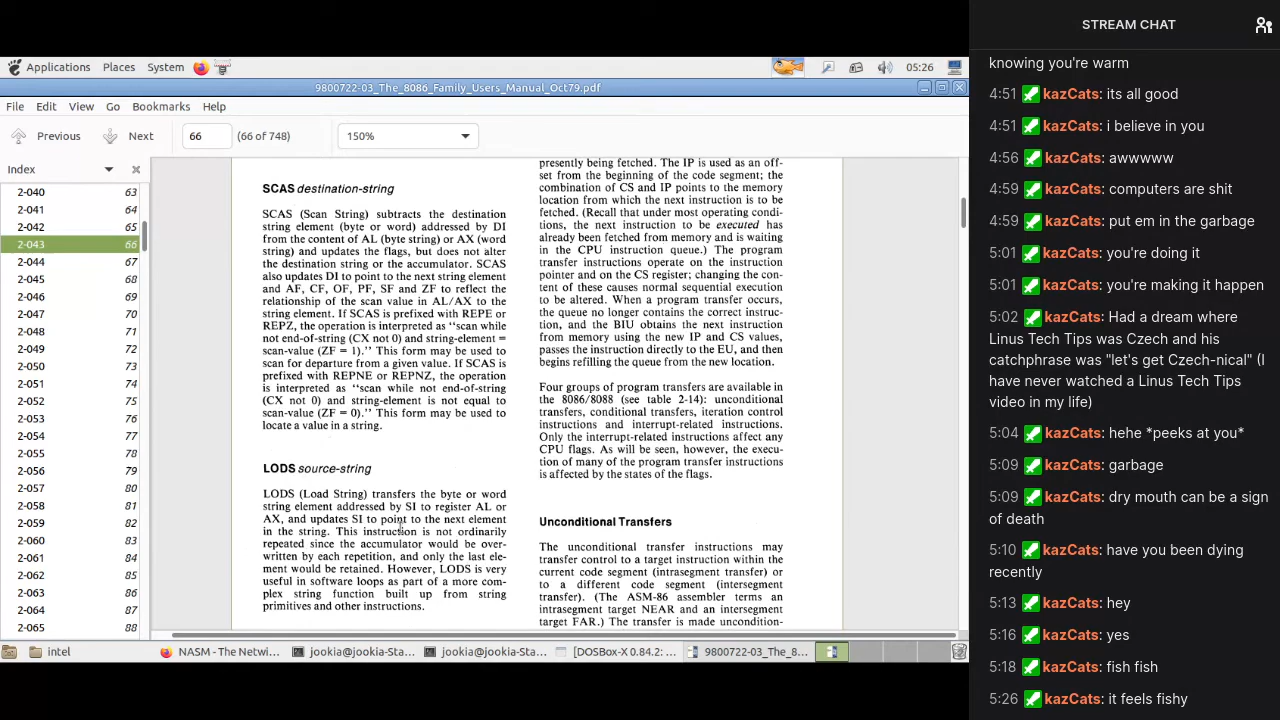 Applications Places System 05:26
9800722-03_The_8086_Family_Users_Manual_Oct79.pdf
File Edit View Go Bookmarks Help
Previous Next 66 (66 of 748) 150%
Index
2-040 63
2-041 64
2-042 65
2-043 66
2-044 67
2-045 68
2-046 69
2-047 70
2-048 71
2-049 72
2-050 73
2-051 74
2-052 75
2-053 76
2-054 77
2-055 78
2-056 79
2-057 80
2-058 81
2-059 82
2-060 83
2-061 84
2-062 85
2-063 86
2-064 87
2-065 88
SCAS destination-string
SCAS (Scan String) subtracts the destination
string element (byte or word) addressed by DI
from the content of AL (byte string) or AX (word
string) and updates the flags, but does not alter
the destination string or the accumulator. SCAS
also updates DI to point to the next string element
and AF, CF, OF, PF, SF and ZF to reflect the
relationship of the scan value in AL/AX to the
string element. If SCAS is prefixed with REPE or
REPZ, the operation is interpreted as "scan while
not end-of-string (CX not 0) and string-element =
scan-value (ZF = 1)." This form may be used to
scan for departure from a given value. If SCAS is
prefixed with REPNE or REPNZ, the operation
is interpreted as "scan while not end-of-string
(CX not 0) and string-element is not equal to
scan-value (ZF = 0)." This form may be used to
locate a value in a string.
LODS source-string
LODS (Load String) transfers the byte or word
string element addressed by SI to register AL or
AX, and updates SI to point to the next element
in the string. This instruction is not ordinarily
repeated since the accumulator would be over-
written by each repetition, and only the last ele-
ment would be retained. However, LODS is very
useful in software loops as part of a more com-
plex string function built up from string
primitives and other instructions.
presently being fetched. The IP is used as an off-
set from the beginning of the code segment; the
combination of CS and IP points to the memory
location from which the next instruction is to be
fetched. (Recall that under most operating condi-
tions, the next instruction to be executed has
already been fetched from memory and is waiting
in the CPU instruction queue.) The program
transfer instructions operate on the instruction
pointer and on the CS register; changing the con-
tent of these causes normal sequential execution
to be altered. When a program transfer occurs,
the queue no longer contains the correct instruc-
tion, and the BIU obtains the next instruction
from memory using the new IP and CS values,
passes the instruction directly to the EU, and then
begins refilling the queue from the new location.
Four groups of program transfers are available in
the 8086/8088 (see table 2-14): unconditional
transfers, conditional transfers, iteration control
instructions and interrupt-related instructions.
Only the interrupt-related instructions affect any
CPU flags. As will be seen, however, the execu-
tion of many of the program transfer instructions
is affected by the states of the flags.
Unconditional Transfers
The unconditional transfer instructions may
transfer control to a target instruction within the
current code segment (intrasegment transfer) or
to a different code segment (intersegment
transfer). (The ASM-86 assembler terms an
intrasegment target NEAR and an intersegment
target FAR.) The transfer is made uncondition-
intel NASM - The Netwi... jookia@jookia-Sta... jookia@jookia-Sta... [DOSBox-X 0.84.2: ... 9800722-03_The_8...
STREAM CHAT
knowing you're warm
4:51 kazCats: its all good
4:51 kazCats: i believe in you
4:56 kazCats: awwwww
4:59 kazCats: computers are shit
4:59 kazCats: put em in the garbage
5:01 kazCats: you're doing it
5:01 kazCats: you're making it happen
5:02 kazCats: Had a dream where
Linus Tech Tips was Czech and his
catchphrase was "let's get Czech-nical" (I
have never watched a Linus Tech Tips
video in my life)
5:04 kazCats: hehe *peeks at you*
5:09 kazCats: garbage
5:09 kazCats: dry mouth can be a sign
of death
5:10 kazCats: have you been dying
recently
5:13 kazCats: hey
5:16 kazCats: yes
5:18 kazCats: fish fish
5:26 kazCats: it feels fishy